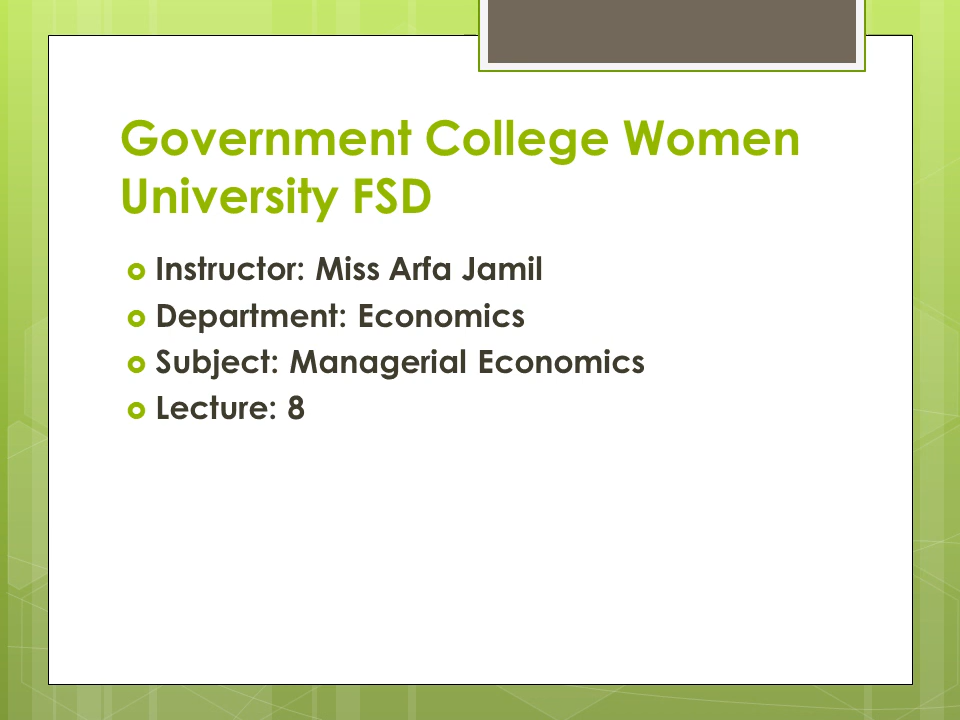 Government College Women
University FSD
Instructor: Miss Arfa Jamil
Department: Economics
Subject: Managerial Economics
Lecture: 8